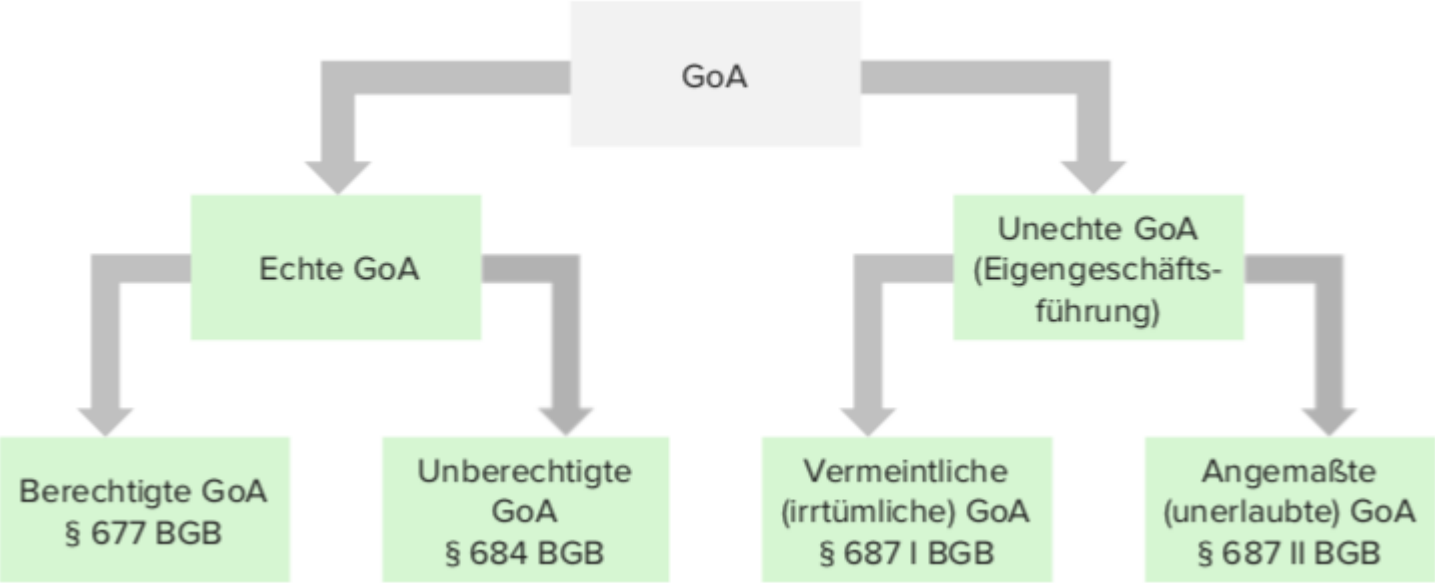 GoA
Echte GoA
Unechte GoA
(Eigengeschäfts-
führung)
Berechtigte GoA
§ 677 BGB
Unberechtigte
GoA
§ 684 BGB
Vermeintliche
(irrtümliche) GoA
§ 687 I BGB
Angemaßte
(unerlaubte) GoA
§ 687 II BGB